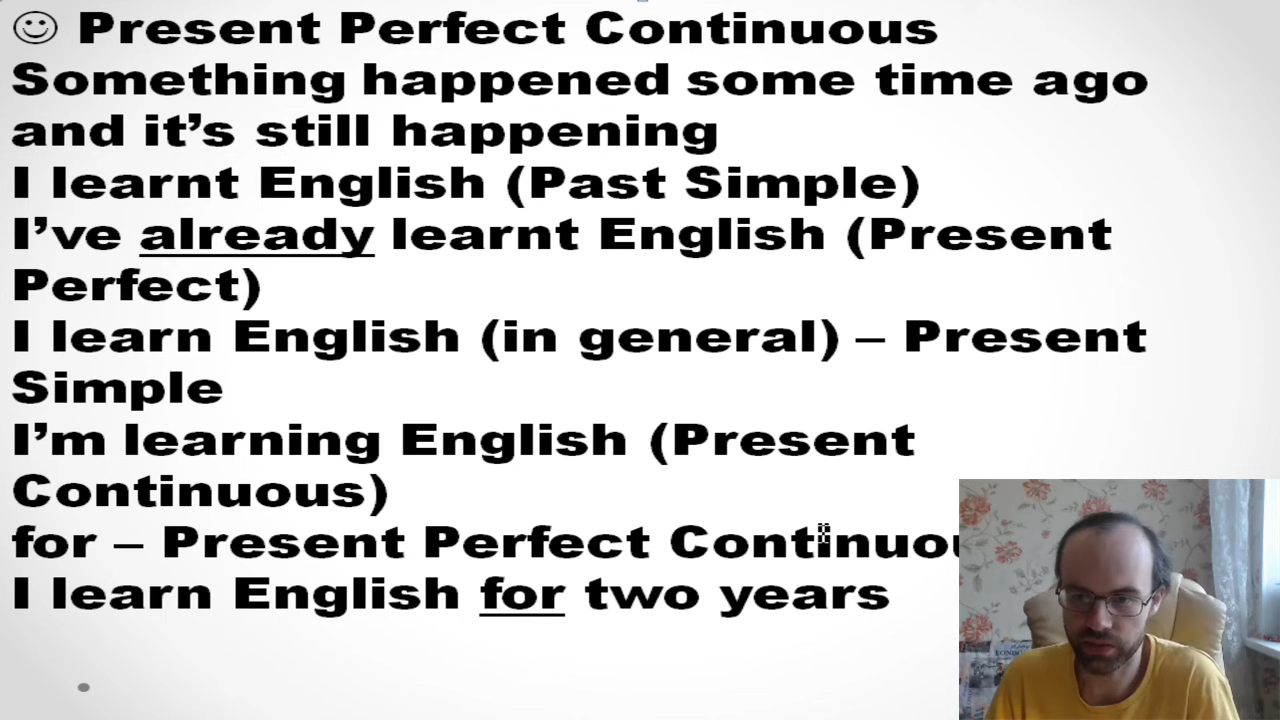 ☺ Present Perfect Continuous
Something happened some time ago
and it’s still happening
I learnt English (Past Simple)
I’ve already learnt English (Present
Perfect)
I learn English (in general) – Present
Simple
I’m learning English (Present
Continuous)
for – Present Perfect
I learn English for two years